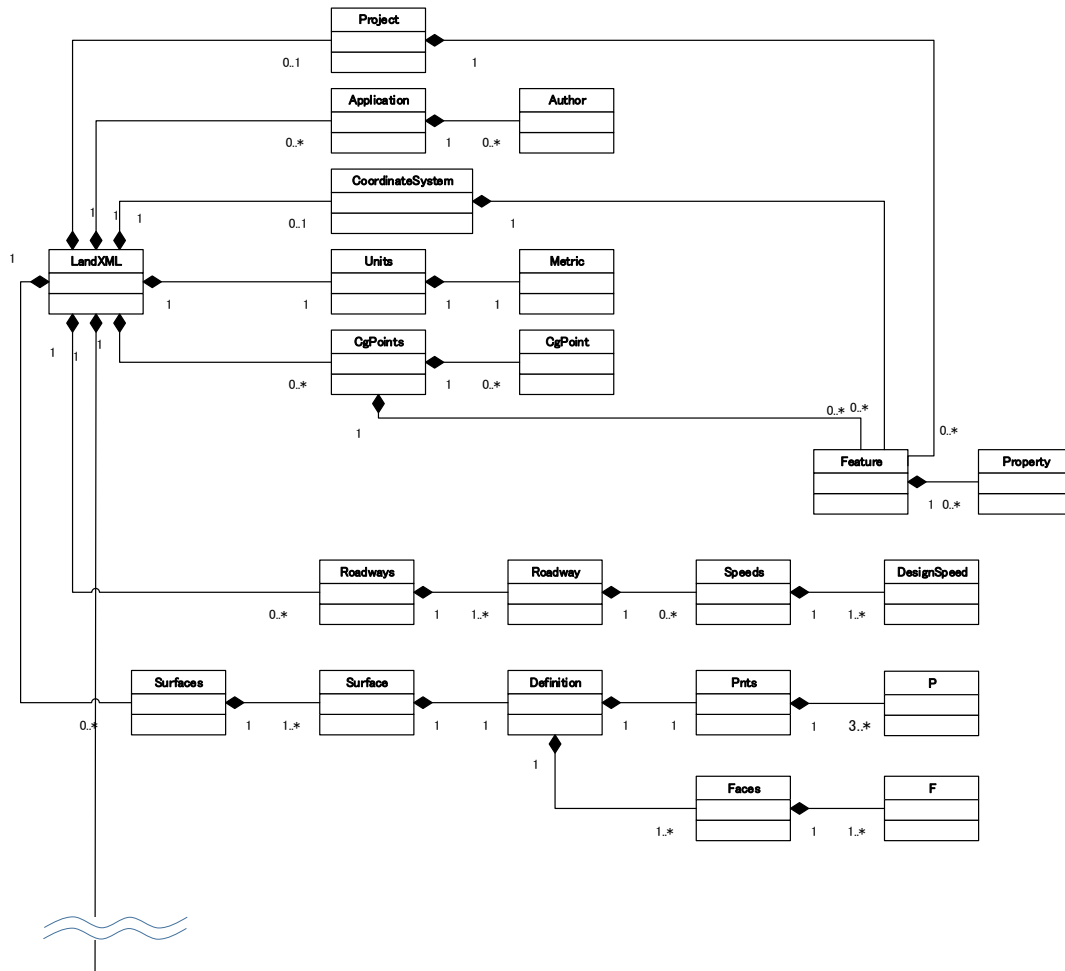 Project
0..1
1
Application
Author
0..*
1
0..*
CoordinateSystem
0..1
1
1
1
1
1
LandXML
Units
Metric
1
1
1
1
CgPoints
CgPoint
1
1
1
0..*
1
0..*
1
0..*
0..*
0..*
Feature
Property
1
0..*
Roadways
Roadway
Speeds
DesignSpeed
0..*
1
1..*
1
0..*
1
1..*
Surfaces
Surface
Definition
Pnts
P
0..*
1
1..*
1
1
1
1
1
3..*
1
Faces
F
1..*
1
1..*